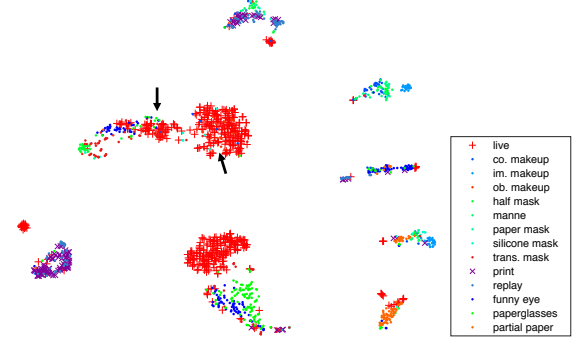 live
co. makeup
im. makeup
ob. makeup
half mask
manne
paper mask
silicone mask
trans. mask
print
replay
funny eye
paperglasses
partial paper